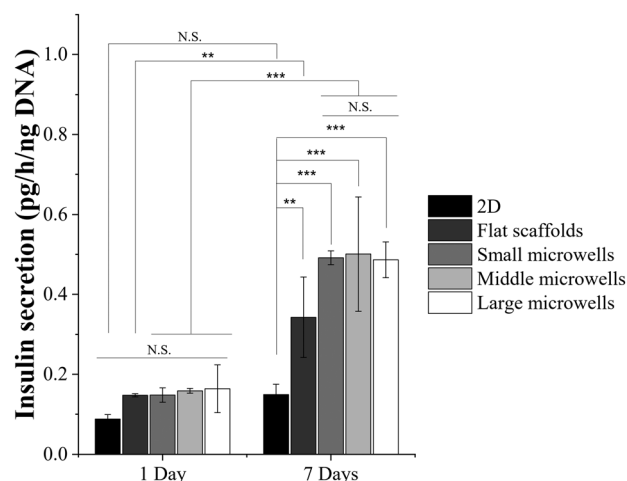 N.S.
**
***
N.S.
***
***
***
**
N.S.
1.0
0.8
0.6
0.4
0.2
0.0
Insulin secretion (pg/h/ng DNA)
1 Day
7 Days
2D
Flat scaffolds
Small microwells
Middle microwells
Large microwells